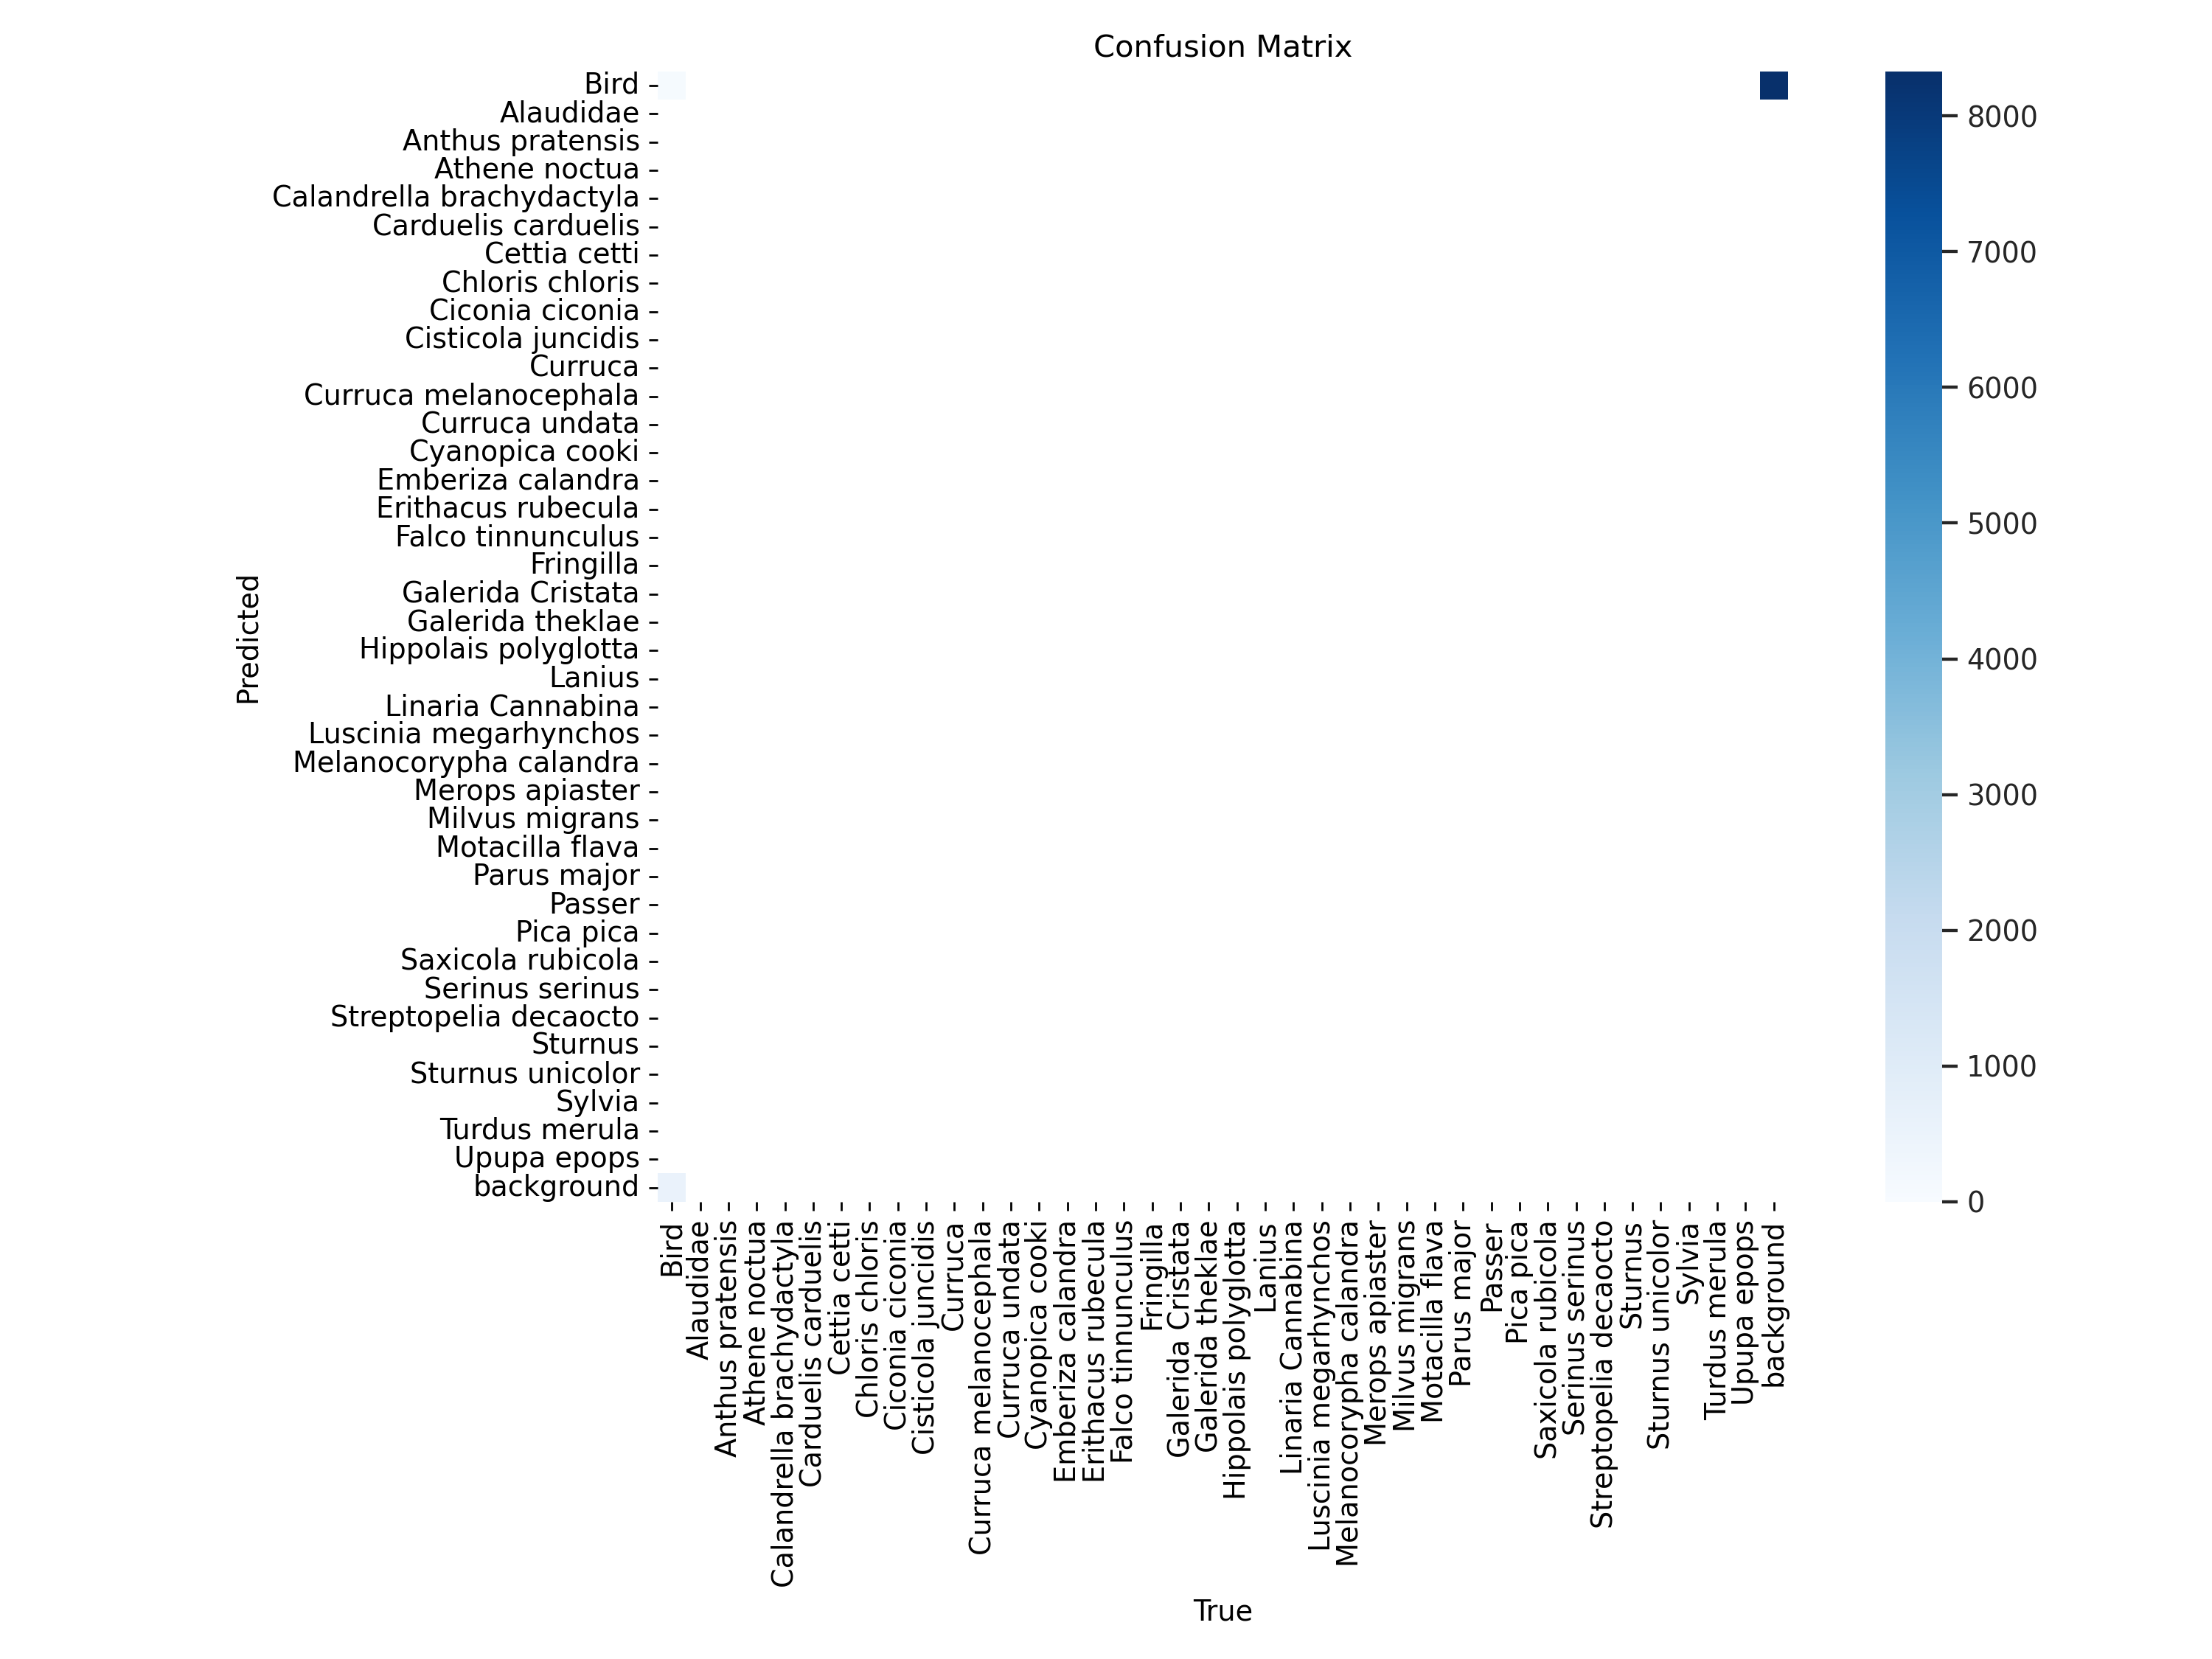 Confusion Matrix
Bird
Alaudidae
Anthus pratensis
Athene noctua
Calandrella brachydactyla
Carduelis carduelis
Cettia cetti
Chloris chloris
Ciconia ciconia
Cisticola juncidis
Curruca
Curruca melanocephala
Curruca undata
Cyanopica cooki
Emberiza calandra
Erithacus rubecula
Falco tinnunculus
Fringilla
Galerida Cristata
Galerida theklae
Hippolais polyglotta
Lanius
Linaria Cannabina
Luscinia megarhynchos
Melanocorypha calandra
Merops apiaster
Milvus migrans
Motacilla flava
Parus major
Passer
Pica pica
Saxicola rubicola
Serinus serinus
Streptopelia decaocto
Sturnus
Sturnus unicolor
Sylvia
Turdus merula
Upupa epops
background
Predicted
Bird
Alaudidae
Anthus pratensis
Athene noctua
Calandrella brachydactyla
Carduelis carduelis
Cettia cetti
Chloris chloris
Ciconia ciconia
Cisticola juncidis
Curruca
Curruca melanocephala
Curruca undata
Cyanopica cooki
Emberiza calandra
Erithacus rubecula
Falco tinnunculus
Fringilla
Galerida Cristata
Galerida theklae
Hippolais polyglotta
Lanius
Linaria Cannabina
Luscinia megarhynchos
Melanocorypha calandra
Merops apiaster
Milvus migrans
Motacilla flava
Parus major
Passer
Pica pica
Saxicola rubicola
Serinus serinus
Streptopelia decaocto
Sturnus
Sturnus unicolor
Sylvia
Turdus merula
Upupa epops
background
True
8000
7000
6000
5000
4000
3000
2000
1000
0